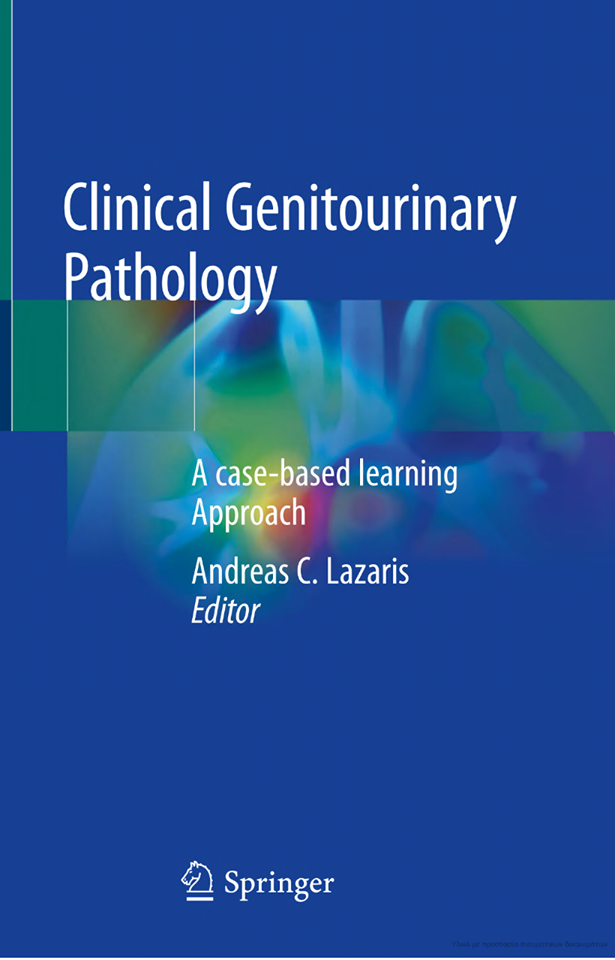 Clinical Genitourinary
Pathology
A case-based learning
Approach
Andreas C. Lazaris
Editor
Springer